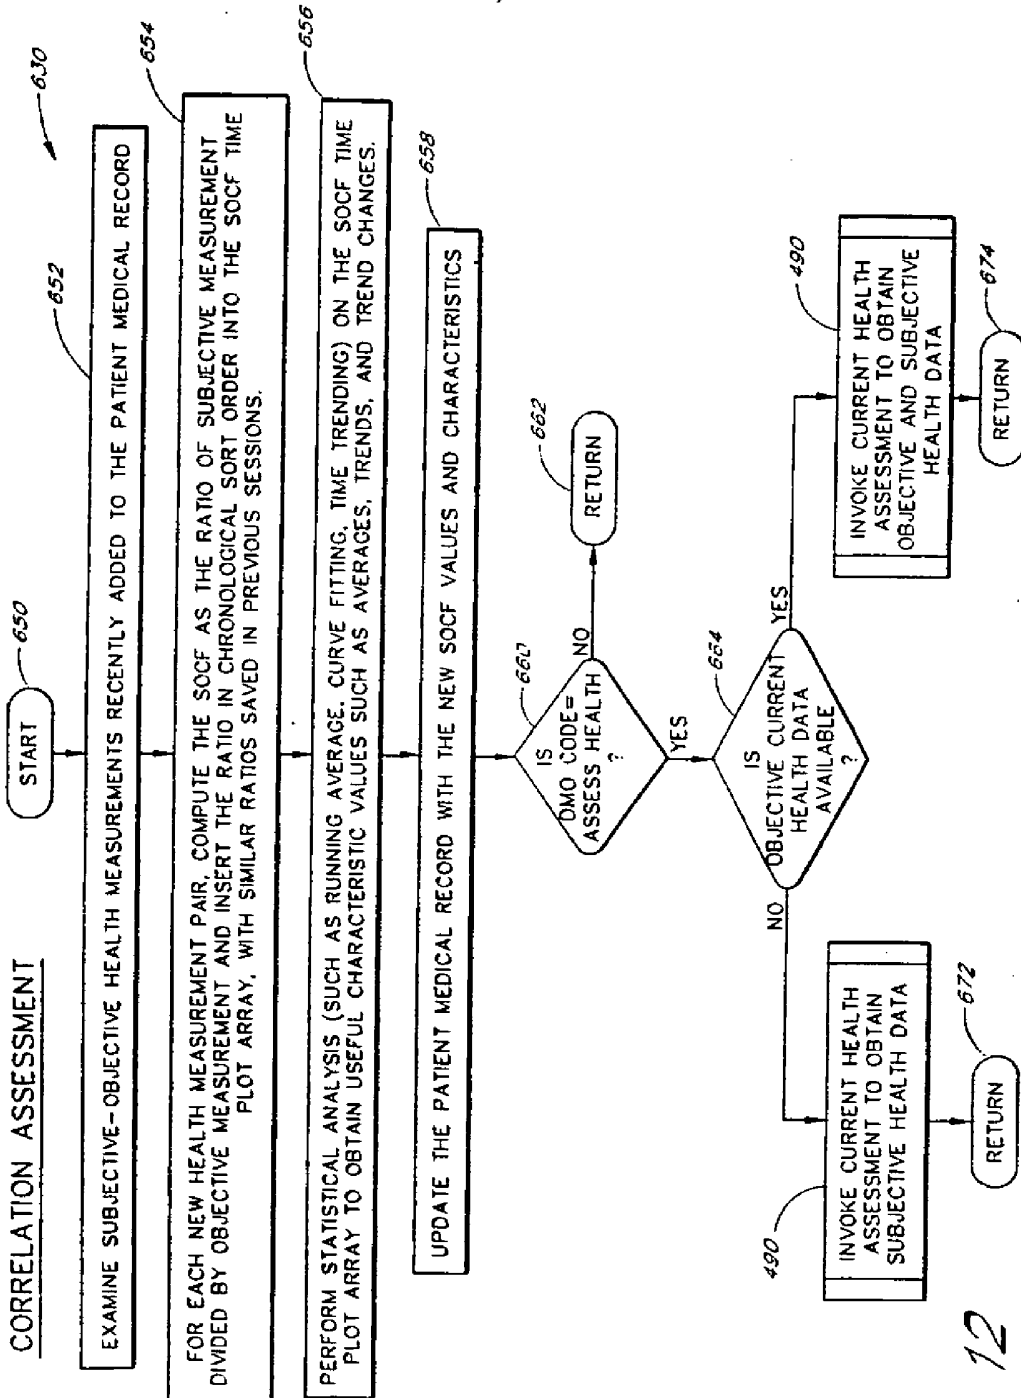 CORRELATION ASSESSMENT
630
START
650
652
EXAMINE SUBJECTIVE-OBJECTIVE HEALTH MEASUREMENTS RECENTLY ADDED TO THE PATIENT MEDICAL RECORD
654
FOR EACH NEW HEALTH MEASUREMENT PAIR, COMPUTE THE SOCF AS THE RATIO OF SUBJECTIVE MEASUREMENT
DIVIDED BY OBJECTIVE MEASUREMENT AND INSERT THE RATIO IN CHRONOLOGICAL SORT ORDER INTO THE SOCF TIME
PLOT ARRAY, WITH SIMILAR RATIOS SAVED IN PREVIOUS SESSIONS.
656
PERFORM STATISTICAL ANALYSIS (SUCH AS RUNNING AVERAGE, CURVE FITTING, TIME TRENDING) ON THE SOCF TIME
PLOT ARRAY TO OBTAIN USEFUL CHARACTERISTIC VALUES SUCH AS AVERAGES, TRENDS, AND TREND CHANGES.
658
UPDATE THE PATIENT MEDICAL RECORD WITH THE NEW SOCF VALUES AND CHARACTERISTICS
660
IS
DMO CODE=
ASSESS HEALTH
?
NO
662
RETURN
YES
664
IS
OBJECTIVE CURRENT
HEALTH DATA
AVAILABLE
?
NO
YES
490
INVOKE CURRENT HEALTH
ASSESSMENT TO OBTAIN
SUBJECTIVE HEALTH DATA
672
RETURN
490
INVOKE CURRENT HEALTH
ASSESSMENT TO OBTAIN
OBJECTIVE AND SUBJECTIVE
HEALTH DATA
674
RETURN
12